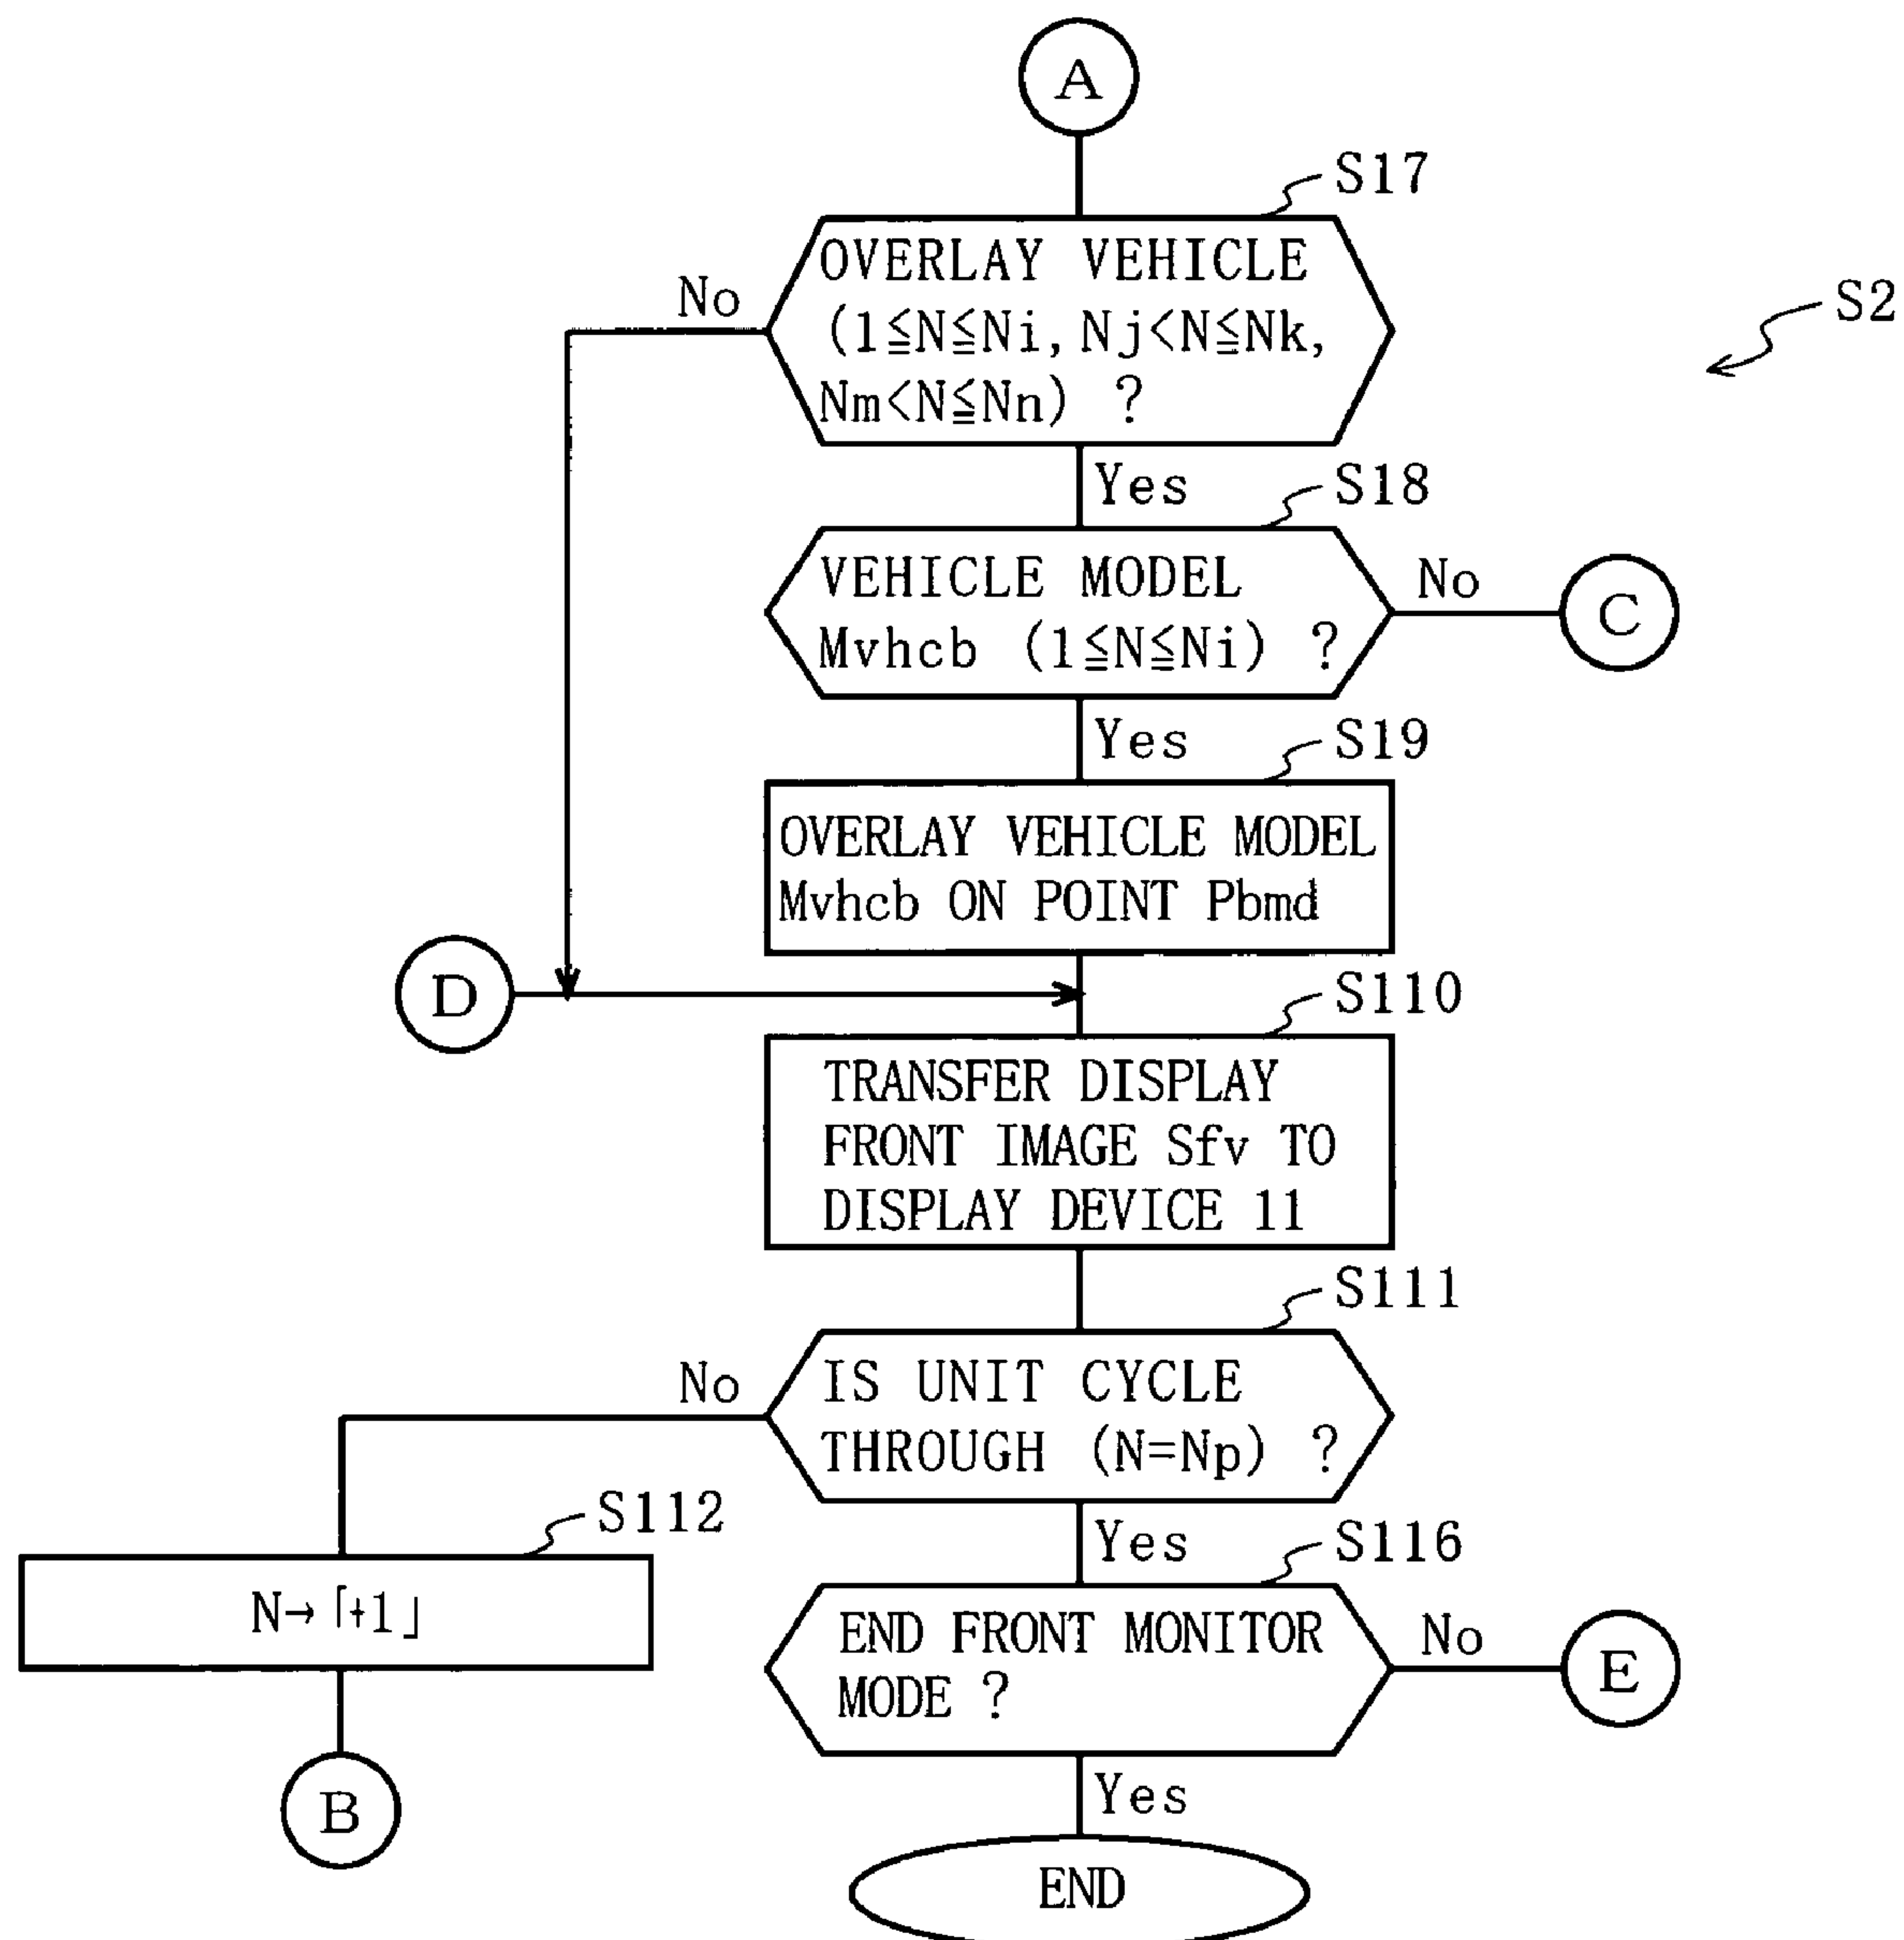 A
S17
OVERLAY VEHICLE
(1≦N≦Ni, Nj<N≦Nk,
Nm<N≦Nn) ?
No
S2
Yes
S18
VEHICLE MODEL
Mvhcb (1≦N≦Ni) ?
No
C
Yes
S19
OVERLAY VEHICLE MODEL
Mvhcb ON POINT Pbmd
D
S110
TRANSFER DISPLAY
FRONT IMAGE Sfv TO
DISPLAY DEVICE 11
S111
No
IS UNIT CYCLE
THROUGH (N=Np) ?
S112
N→「+1」
B
Yes
S116
END FRONT MONITOR
MODE ?
No
E
Yes
END